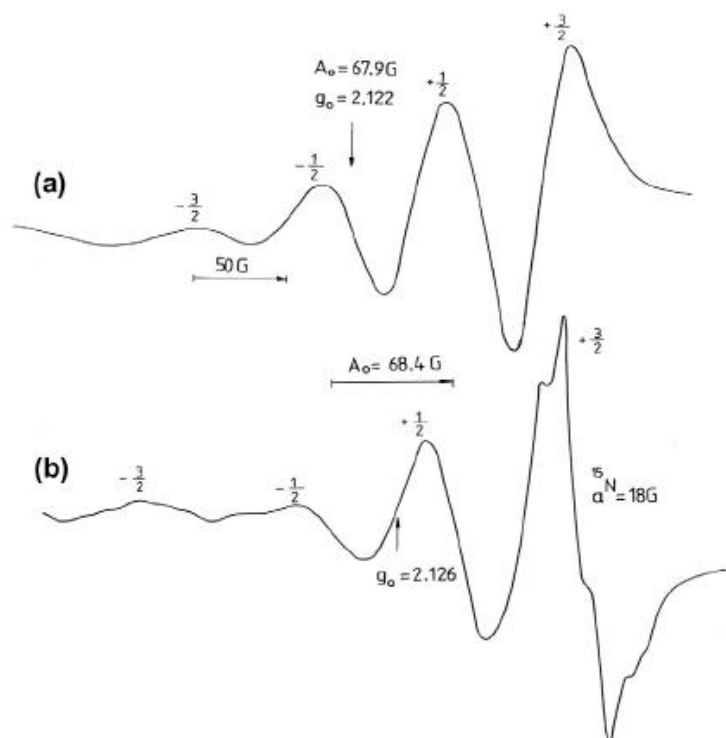 + 3/2
A₀ = 67.9G
g₀ = 2.122
+ 1/2
- 1/2
(a)
- 3/2
50 G
+ 3/2
A₀ = 68.4 G
+ 1/2
(b)
- 3/2
- 1/2
a¹⁵N = 18G
g₀ = 2.126